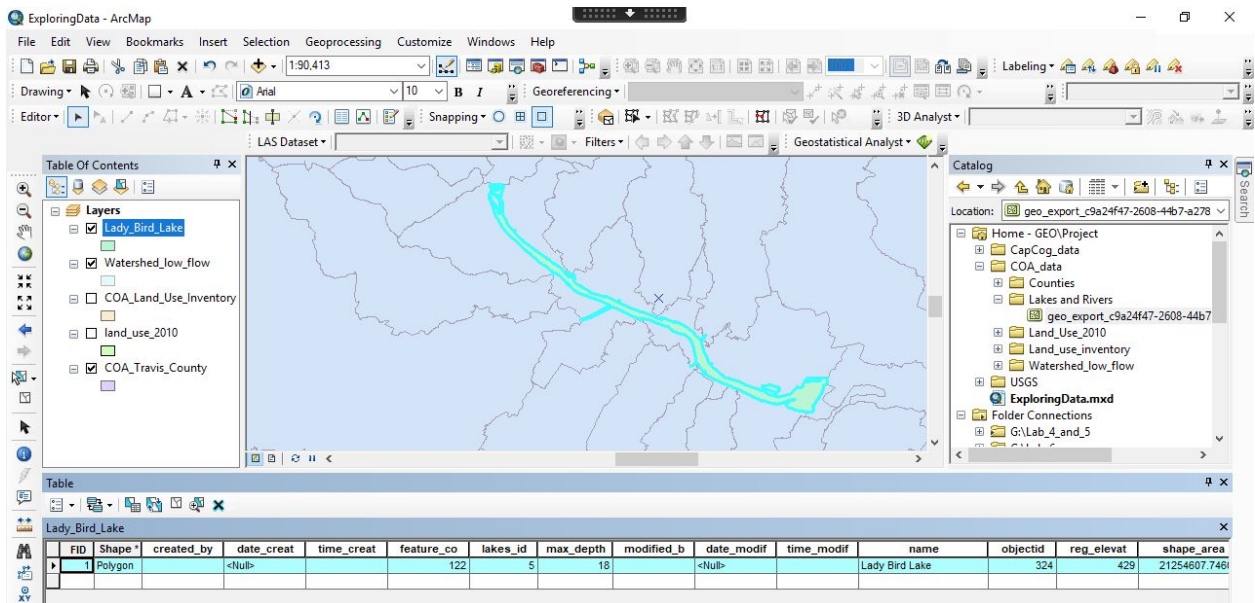 ExploringData - ArcMap
File Edit View Bookmarks Insert Selection Geoprocessing Customize Windows Help
1:90,413 Labeling
Drawing A Arial 10 B I Georeferencing
Editor Snapping 3D Analyst
LAS Dataset Filters Geostatistical Analyst
Table Of Contents
Layers
Lady_Bird_Lake
Watershed_low_flow
COA_Land_Use_Inventory
land_use_2010
COA_Travis_County
Catalog
Location: geo_export_c9a24f47-2608-44b7-a278
Home - GEO\Project
CapCog_data
COA_data
Counties
Lakes and Rivers
geo_export_c9a24f47-2608-44b7
Land_Use_2010
Land_use_inventory
Watershed_low_flow
USGS
ExploringData.mxd
Folder Connections
G:\Lab_4_and_5
Search
Table
Lady_Bird_Lake
FID Shape * created_by date_creat time_creat feature_co lakes_id max_depth modified_b date_modif time_modif name objectid reg_elevat shape_area
1 Polygon <Null> 122 5 18 <Null> Lady Bird Lake 324 429 21254607.746
XY